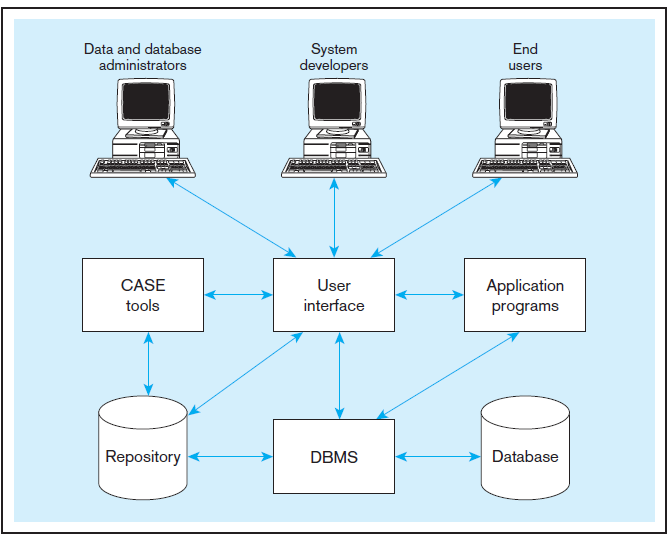 Data and database
administrators
System
developers
End
users
CASE
tools
User
interface
Application
programs
Repository
DBMS
Database